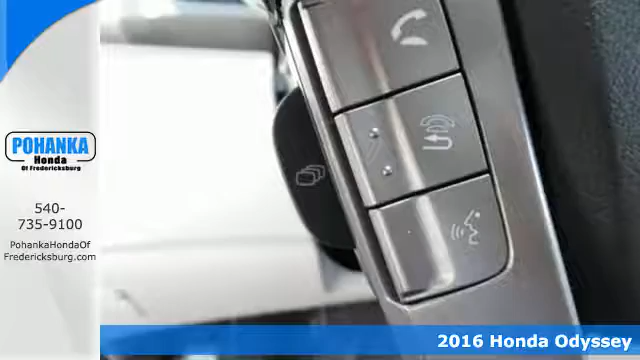 POHANKA
Honda
Of Fredericksburg
540-
735-9100
PohankaHondaOf
Fredericksburg.com
2016 Honda Odyssey